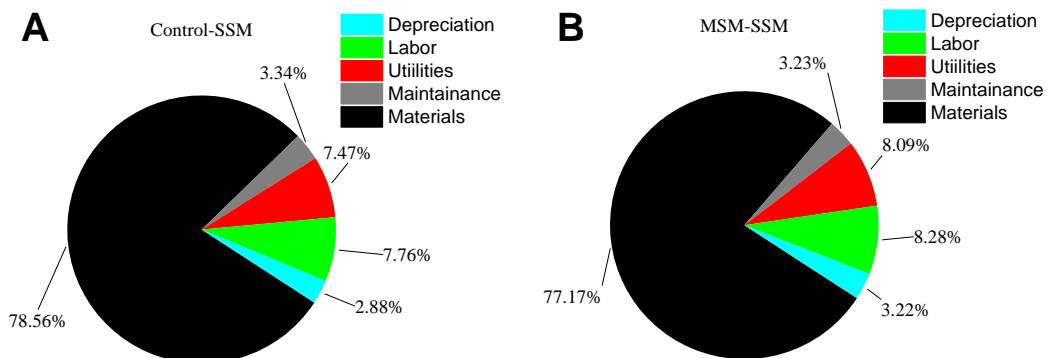 A
Control-SSM
Depreciation
Labor
Utiilities
Maintainance
Materials
3.34%
7.47%
7.76%
2.88%
78.56%
B
MSM-SSM
Depreciation
Labor
Utiilities
Maintainance
Materials
3.23%
8.09%
8.28%
3.22%
77.17%